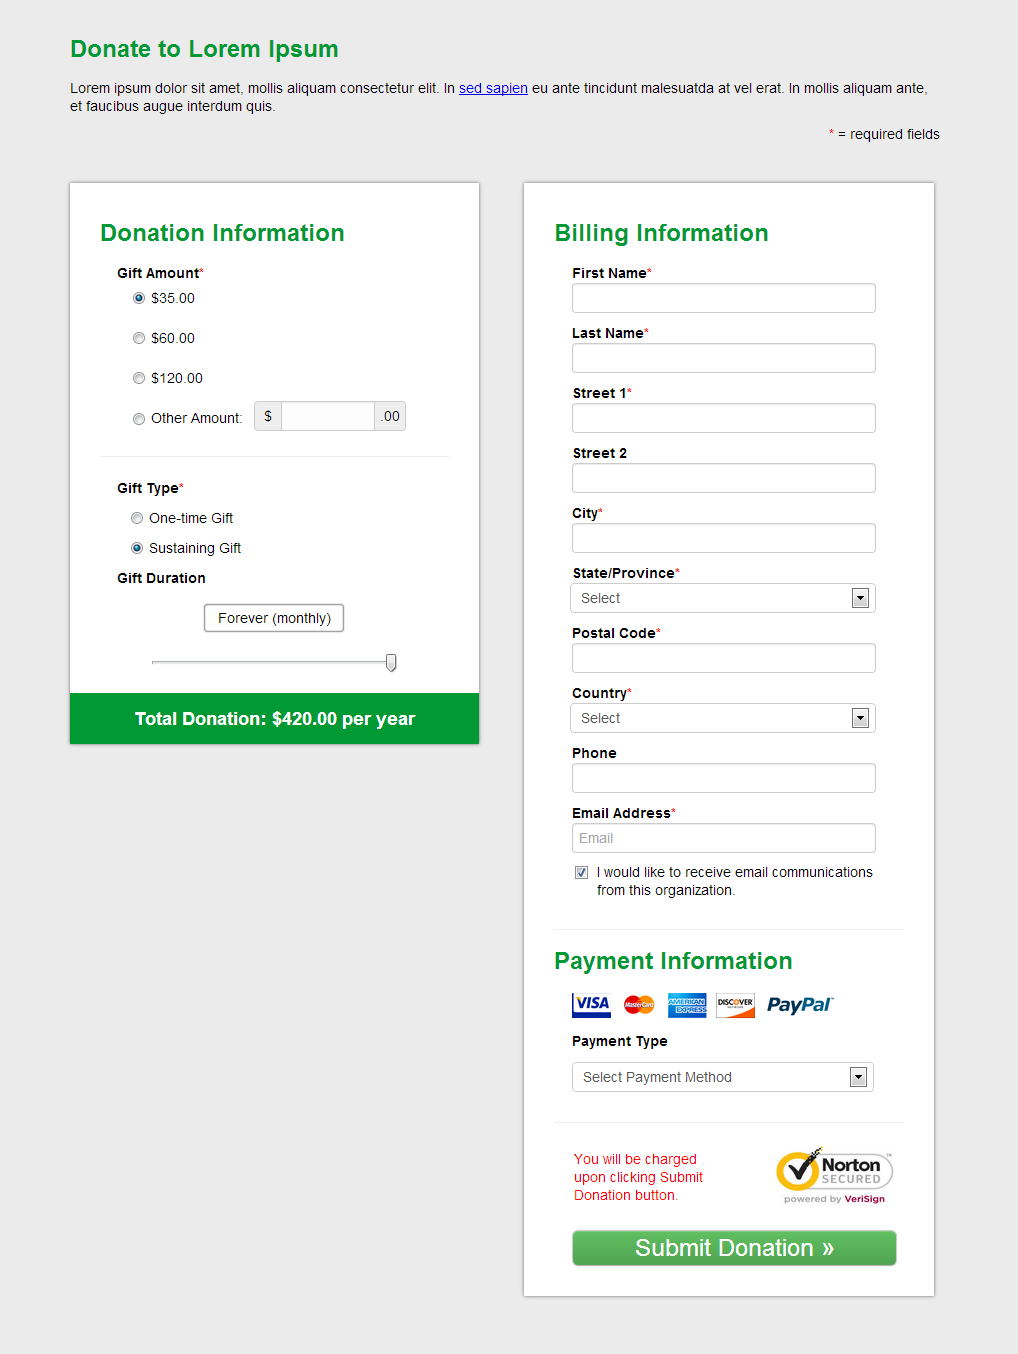 Donate to Lorem Ipsum
Lorem ipsum dolor sit amet, mollis aliquam consectetur elit. In sed sapien eu ante tincidunt malesuatda at vel erat. In mollis aliquam ante,
et faucibus augue interdum quis.
* = required fields
Donation Information
Gift Amount*
$35.00
$60.00
$120.00
Other Amount: $ .00
Gift Type*
One-time Gift
Sustaining Gift
Gift Duration
Forever (monthly)
Total Donation: $420.00 per year
Billing Information
First Name*
Last Name*
Street 1*
Street 2
City*
State/Province*
Select
Postal Code*
Country*
Select
Phone
Email Address*
Email
I would like to receive email communications
from this organization.
Payment Information
VISA MasterCard AMERICAN EXPRESS DISCOVER NETWORK PayPal™
Payment Type
Select Payment Method
You will be charged
upon clicking Submit
Donation button.
Norton™
SECURED
powered by VeriSign
Submit Donation »